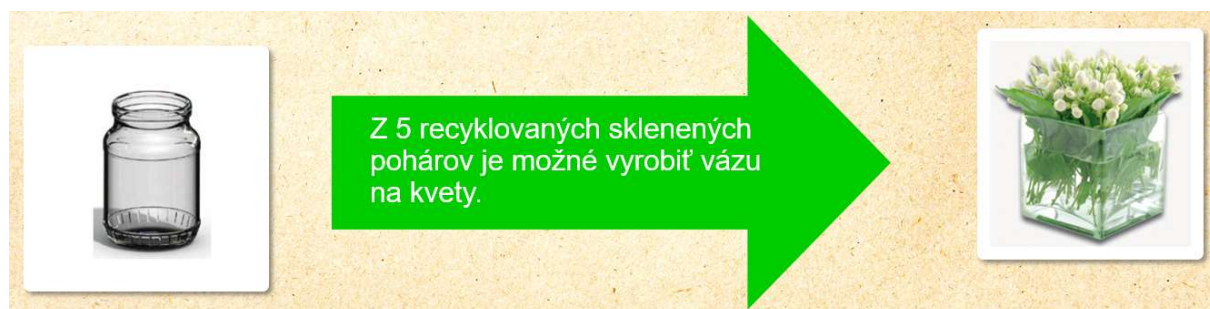 Z 5 recyklovaných sklenených
pohárov je možné vyrobiť vázu
na kvety.